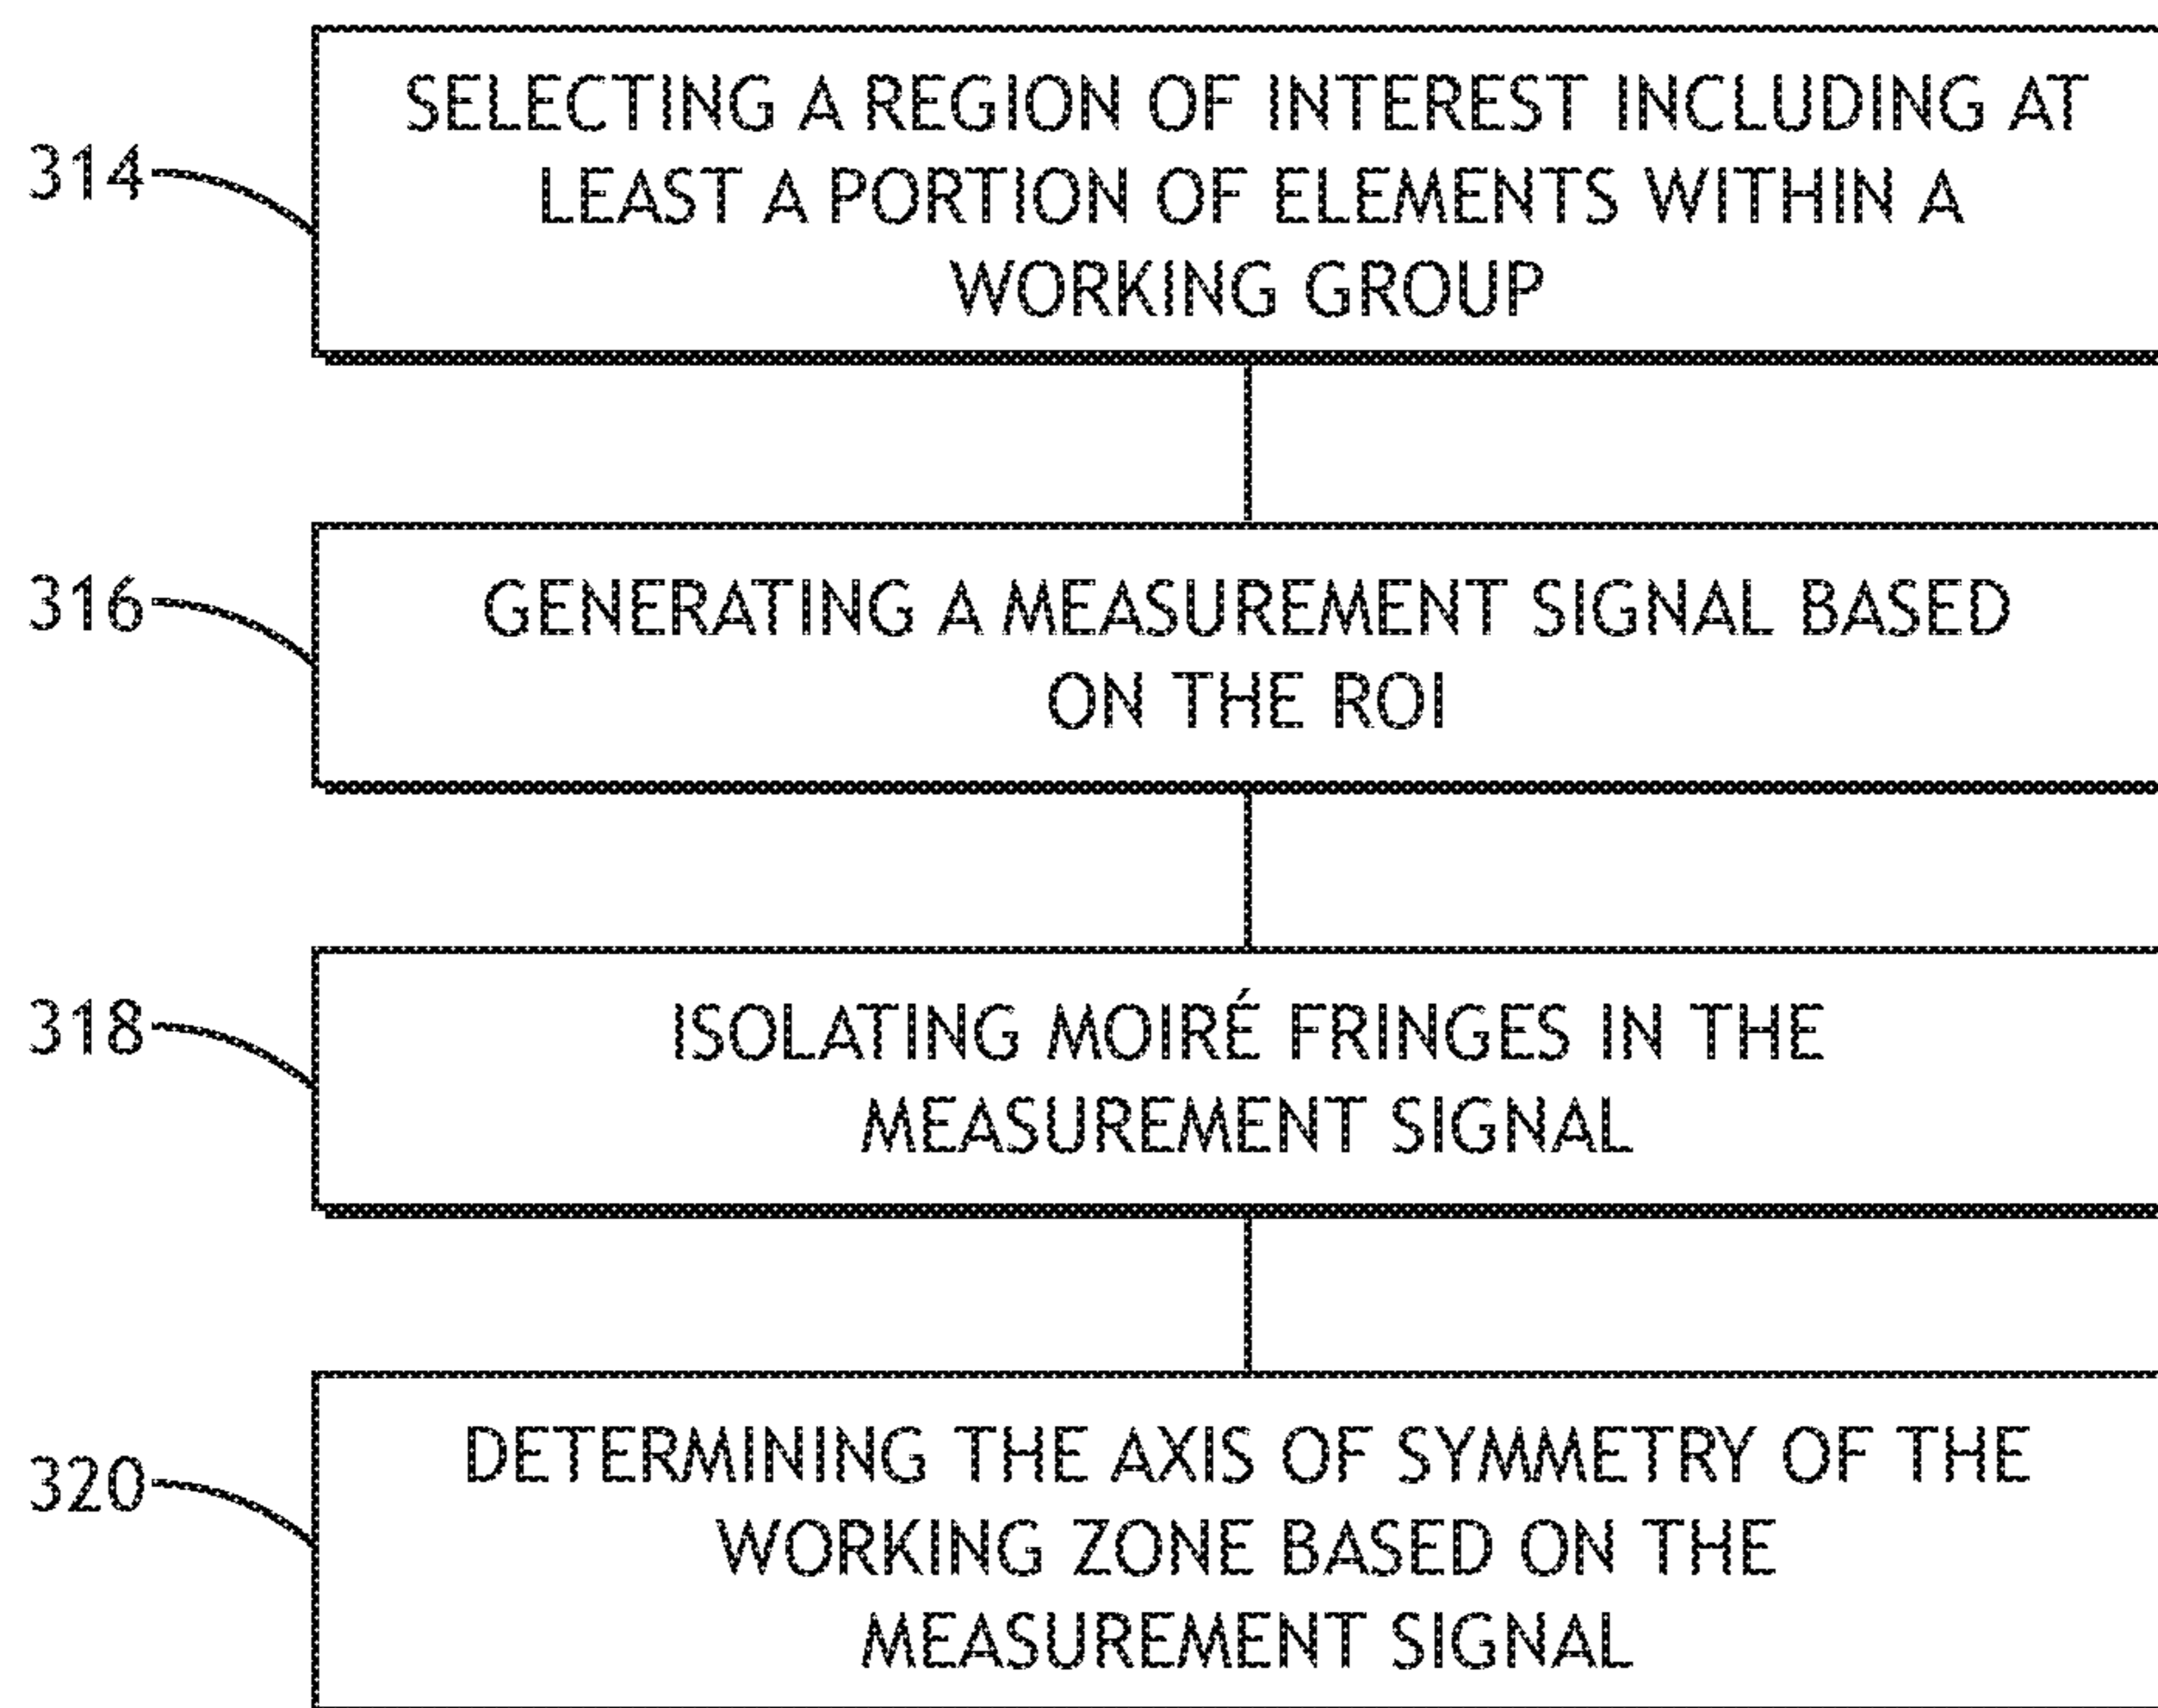 314
SELECTING A REGION OF INTEREST INCLUDING AT
LEAST A PORTION OF ELEMENTS WITHIN A
WORKING GROUP
316
GENERATING A MEASUREMENT SIGNAL BASED
ON THE ROI
318
ISOLATING MOIRÉ FRINGES IN THE
MEASUREMENT SIGNAL
320
DETERMINING THE AXIS OF SYMMETRY OF THE
WORKING ZONE BASED ON THE
MEASUREMENT SIGNAL